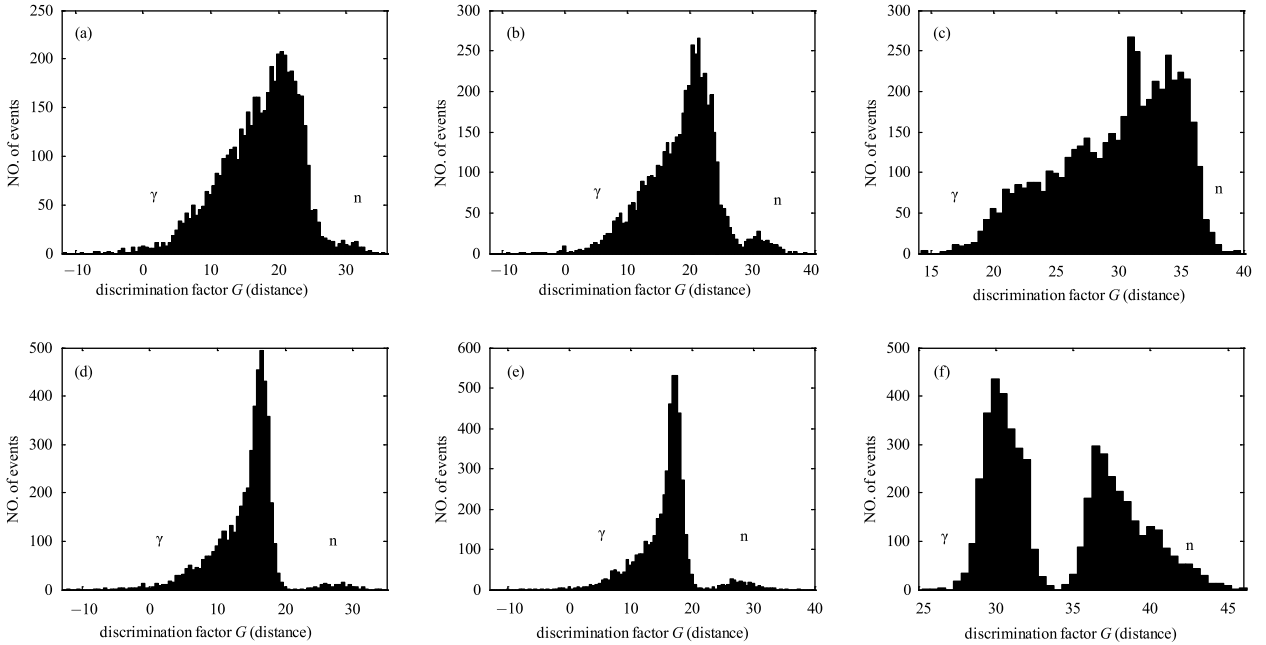 (a)
250
200
150
100
50
0
NO. of events
γ
n
−10 0 10 20 30
discrimination factor G (distance)
(b)
300
250
200
150
100
50
0
NO. of events
γ
n
−10 0 10 20 30 40
discrimination factor G (distance)
(c)
300
250
200
150
100
50
0
NO. of events
γ
n
15 20 25 30 35 40
discrimination factor G (distance)
(d)
500
400
300
200
100
0
NO. of events
γ
n
−10 0 10 20 30
discrimination factor G (distance)
(e)
600
500
400
300
200
100
0
NO. of events
γ
n
−10 0 10 20 30 40
discrimination factor G (distance)
(f)
500
400
300
200
100
0
NO. of events
γ
n
25 30 35 40 45
discrimination factor G (distance)